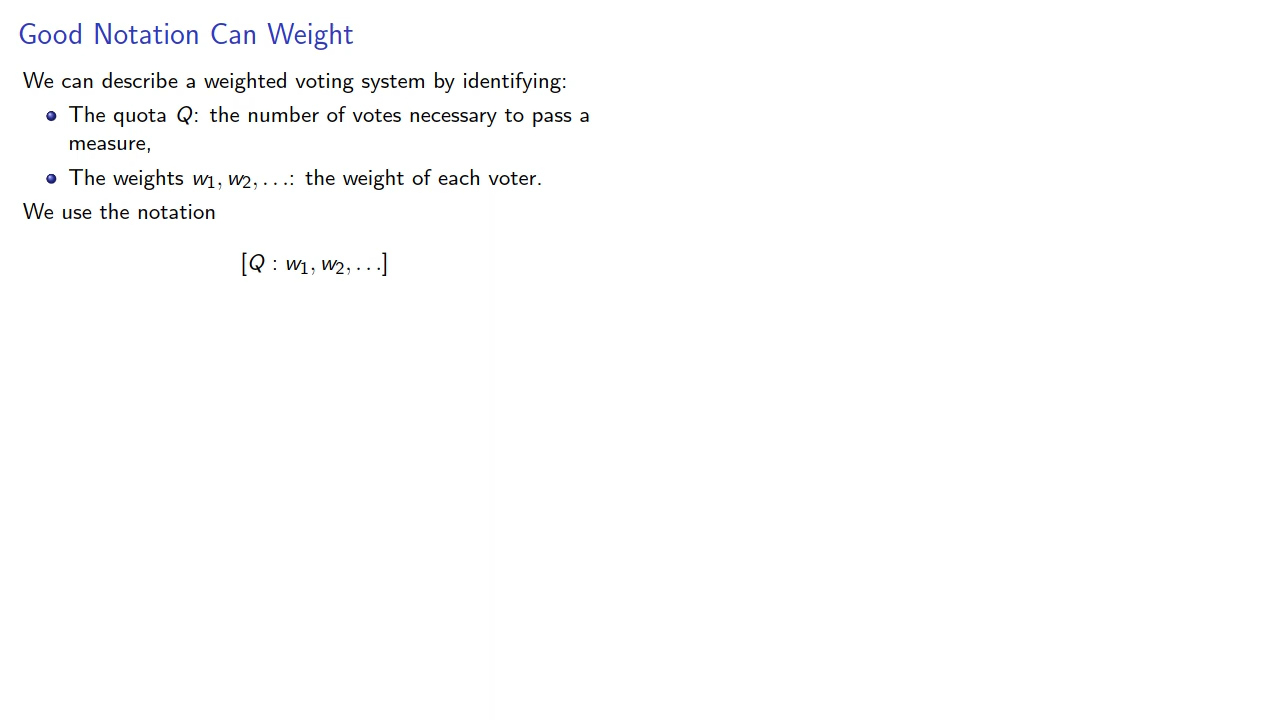 Good Notation Can Weight
We can describe a weighted voting system by identifying:
The quota Q: the number of votes necessary to pass a
measure,
The weights w₁, w₂, …: the weight of each voter.
We use the notation
[Q : w₁, w₂, …]